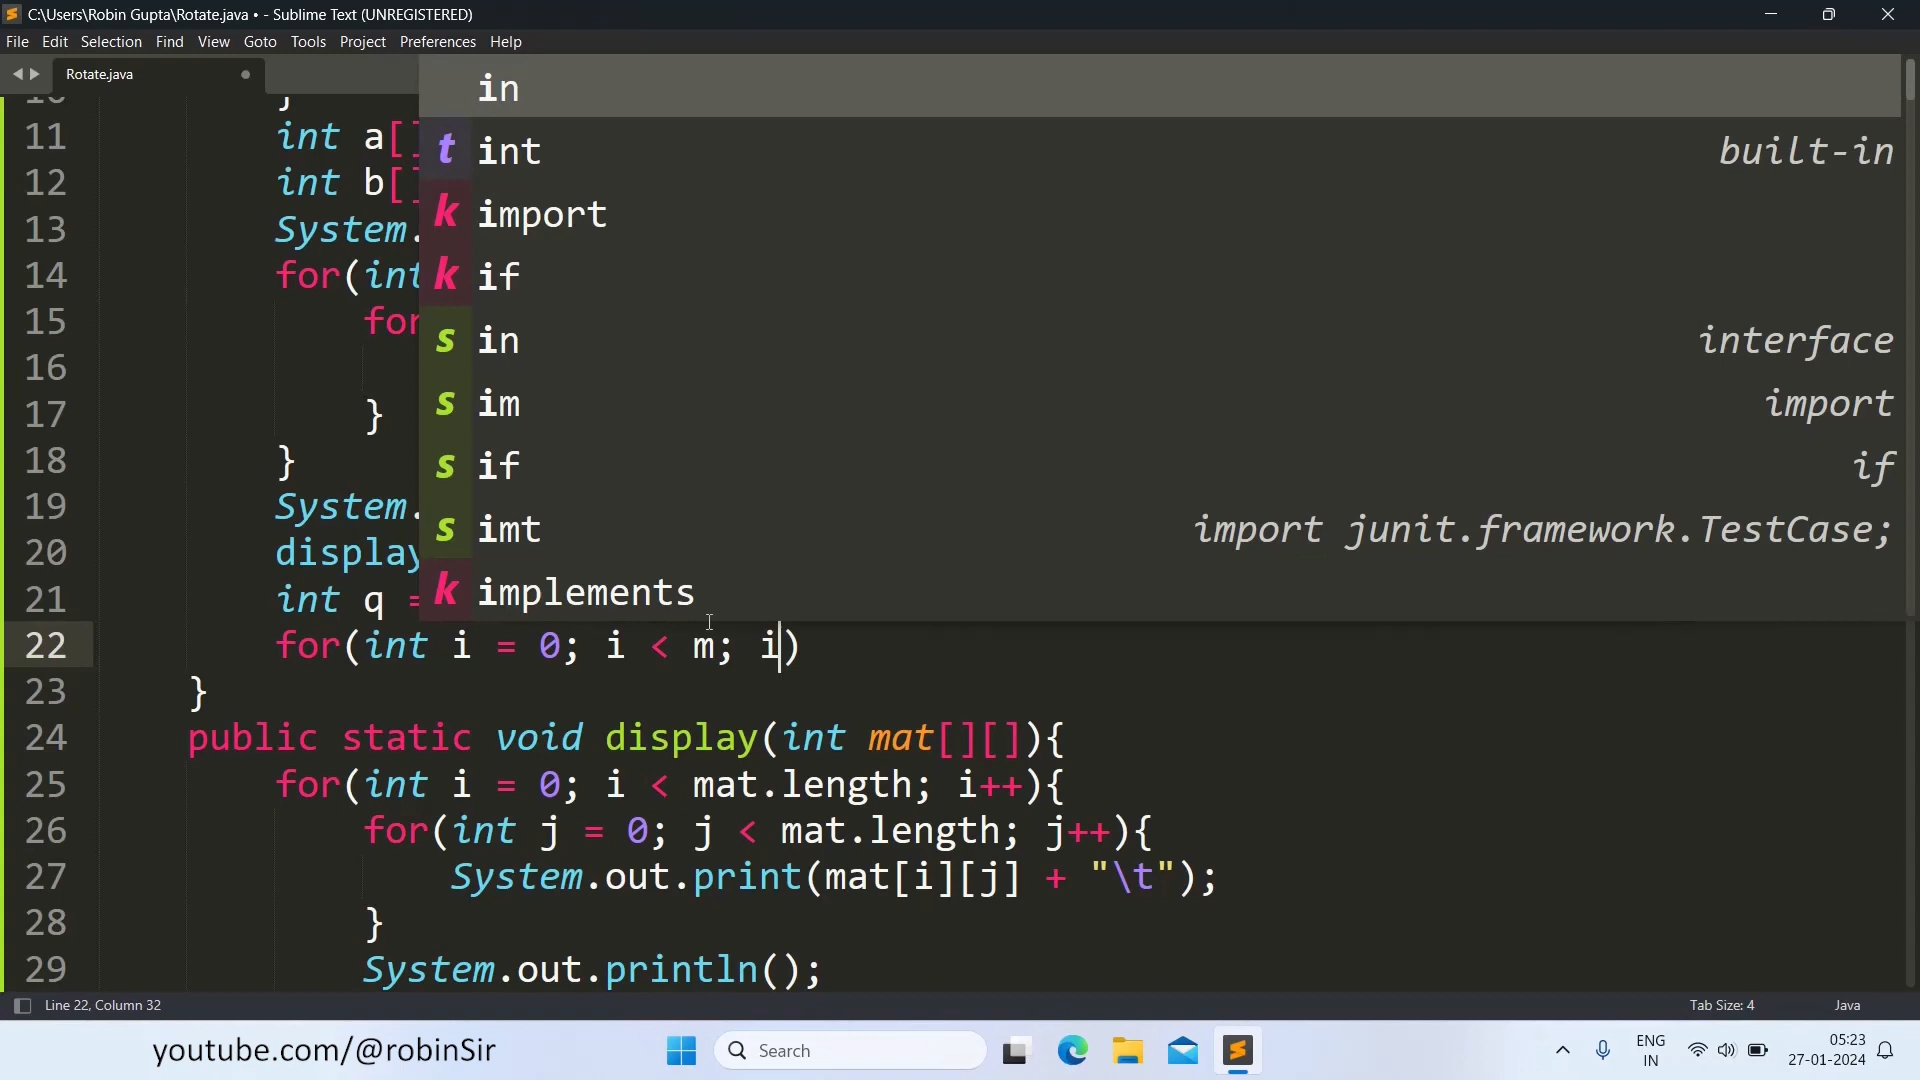 C:\Users\Robin Gupta\Rotate.java • - Sublime Text (UNREGISTERED)
File Edit Selection Find View Goto Tools Project Preferences Help
Rotate.java
in
11 int a[]
int built-in
12 int b[]
import
13 System.
14 for(int
if
15 for
in interface
16
im import
17 }
18 }
if if
19 System.
imt import junit.framework.TestCase;
20 display
21 int q =
implements
22 for(int i = 0; i < m; i)
23 }
24 public static void display(int mat[][]){
25 for(int i = 0; i < mat.length; i++){
26 for(int j = 0; j < mat.length; j++){
27 System.out.print(mat[i][j] + "\t");
28 }
29 System.out.println();
Line 22, Column 32 Tab Size: 4 Java
youtube.com/@robinSir
Search
ENG
IN
05:23
27-01-2024